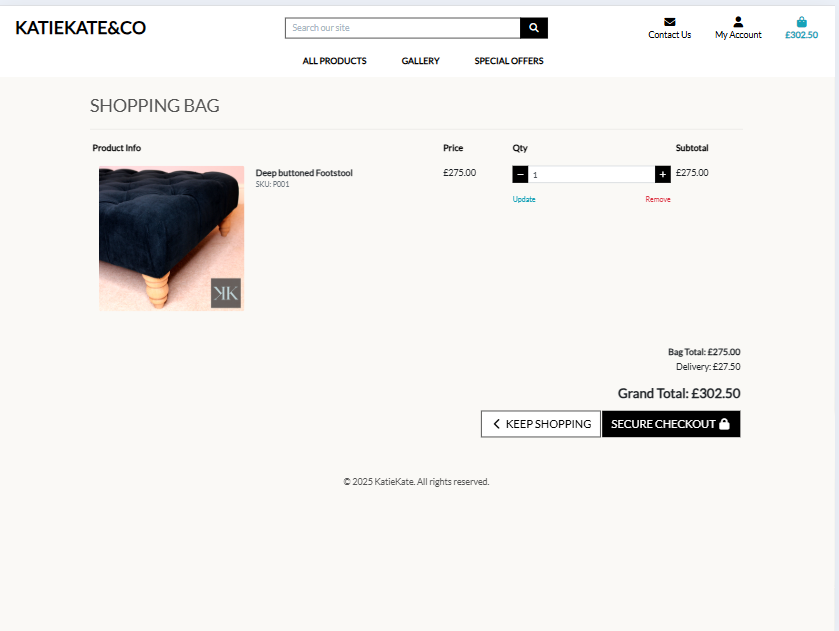 KATIEKATE&CO
Search our site
Contact Us
My Account
£302.50
ALL PRODUCTS
GALLERY
SPECIAL OFFERS
SHOPPING BAG
Product Info
Price
Qty
Subtotal
Deep buttoned Footstool
SKU: P001
£275.00
− 1 +
£275.00
Update
Remove
KK
Bag Total: £275.00
Delivery: £27.50
Grand Total: £302.50
KEEP SHOPPING
SECURE CHECKOUT
© 2025 KatieKate. All rights reserved.